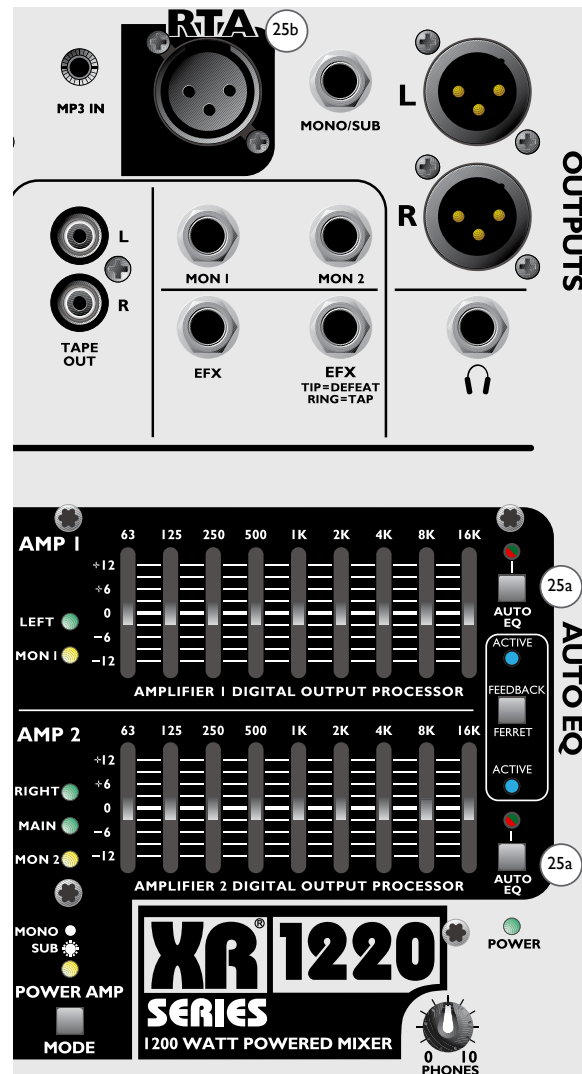 RTA
25b
MP3 IN
MONO/SUB
L
R
OUTPUTS
L
R
TAPE
OUT
MON 1
MON 2
EFX
EFX
TIP=DEFEAT
RING=TAP
AMP 1
63 125 250 500 1K 2K 4K 8K 16K
+12
+6
0
-6
-12
LEFT
MON 1
AMPLIFIER 1 DIGITAL OUTPUT PROCESSOR
25a
AUTO
EQ
AUTO EQ
ACTIVE
FEEDBACK
FERRET
ACTIVE
AMP 2
63 125 250 500 1K 2K 4K 8K 16K
+12
+6
0
-6
-12
RIGHT
MAIN
MON 2
AMPLIFIER 2 DIGITAL OUTPUT PROCESSOR
AUTO
EQ
25a
MONO
SUB
POWER AMP
MODE
XR® 1220
SERIES
1200 WATT POWERED MIXER
POWER
0 10
PHONES